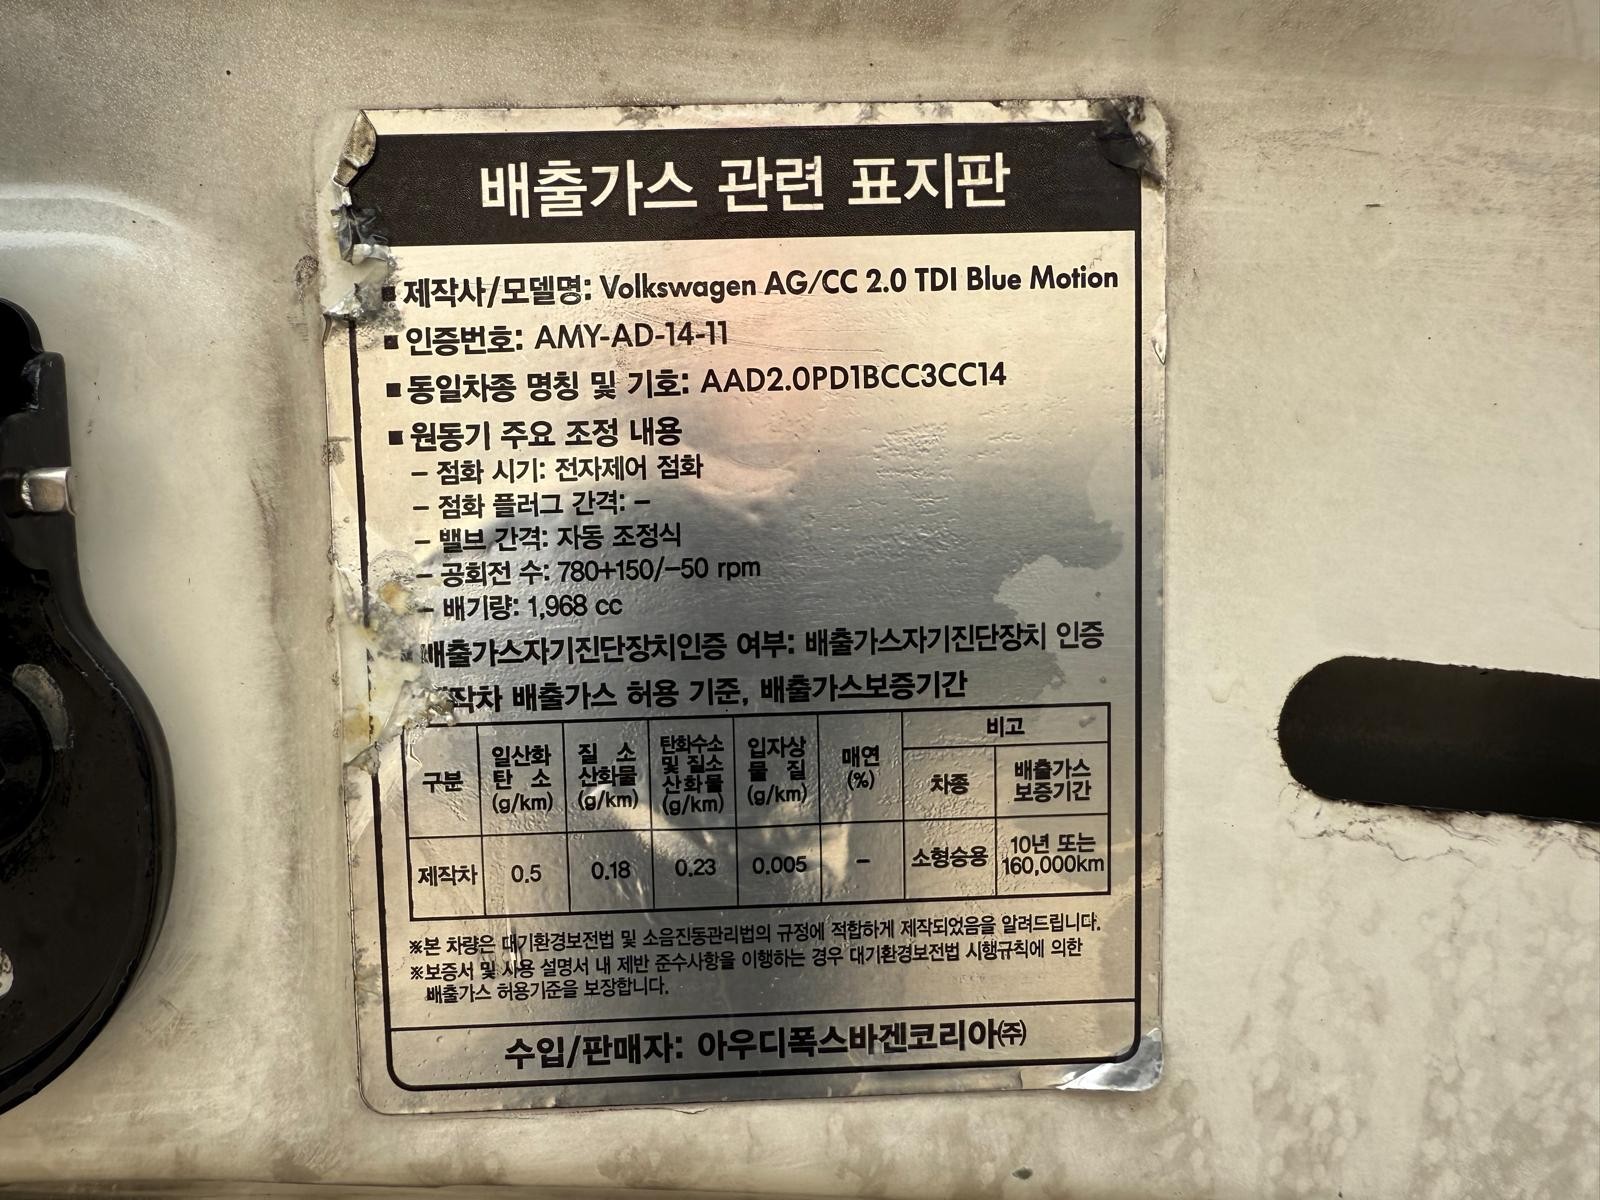 배출가스 관련 표지판
■ 제작사/모델명: Volkswagen AG/CC 2.0 TDI Blue Motion
■ 인증번호: AMY-AD-14-11
■ 동일차종 명칭 및 기호: AAD2.0PD1BCC3CC14
■ 원동기 주요 조정 내용
– 점화 시기: 전자제어 점화
– 점화 플러그 간격: –
– 밸브 간격: 자동 조정식
– 공회전 수: 780+150/−50 rpm
– 배기량: 1,968 cc
배출가스자기진단장치인증 여부: 배출가스자기진단장치 인증
작차 배출가스 허용 기준, 배출가스보증기간
구분 일산화 탄 소 (g/km) 질 소 산화물 (g/km) 탄화수소 및 질소 산화물 (g/km) 입자상 물 질 (g/km) 매연 (%) 비고
차종 배출가스 보증기간
제작차 0.5 0.18 0.23 0.005 – 소형승용 10년 또는 160,000km
※본 차량은 대기환경보전법 및 소음진동관리법의 규정에 적합하게 제작되었음을 알려드립니다.
※보증서 및 사용 설명서 내 제반 준수사항을 이행하는 경우 대기환경보전법 시행규칙에 의한
배출가스 허용기준을 보장합니다.
수입/판매자: 아우디폭스바겐코리아㈜